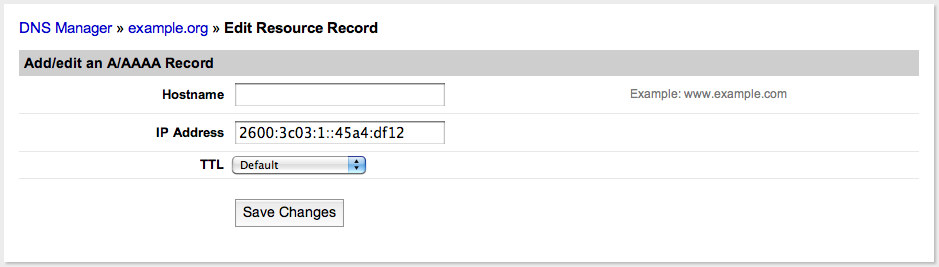 DNS Manager » example.org » Edit Resource Record
Add/edit an A/AAAA Record
Hostname Example: www.example.com
IP Address 2600:3c03:1::45a4:df12
TTL Default
Save Changes